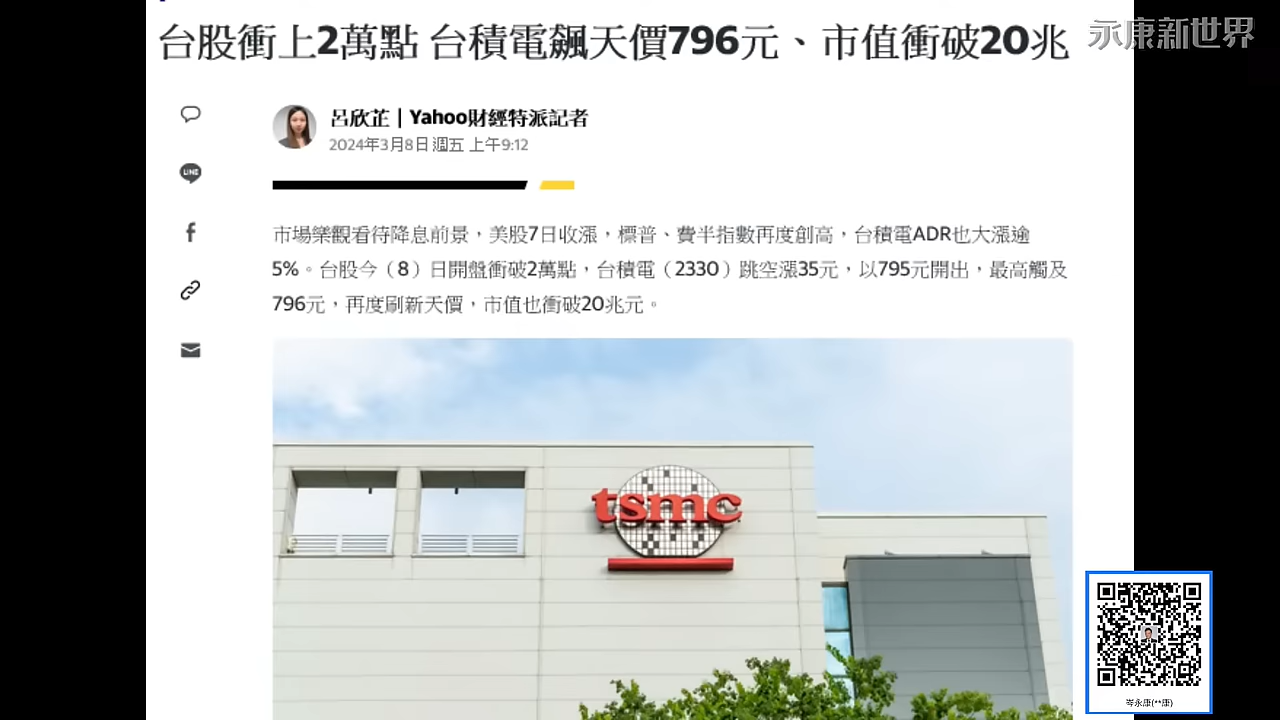 台股衝上2萬點 台積電飆天價796元、市值衝破20兆
永康新世界
呂欣芷｜Yahoo財經特派記者
2024年3月8日 週五 上午9:12
LINE
市場樂觀看待降息前景，美股7日收漲，標普、費半指數再度創高，台積電ADR也大漲逾
5%。台股今（8）日開盤衝破2萬點，台積電（2330）跳空漲35元，以795元開出，最高觸及
796元，再度刷新天價，市值也衝破20兆元。
tsmc
岑永康(**康)